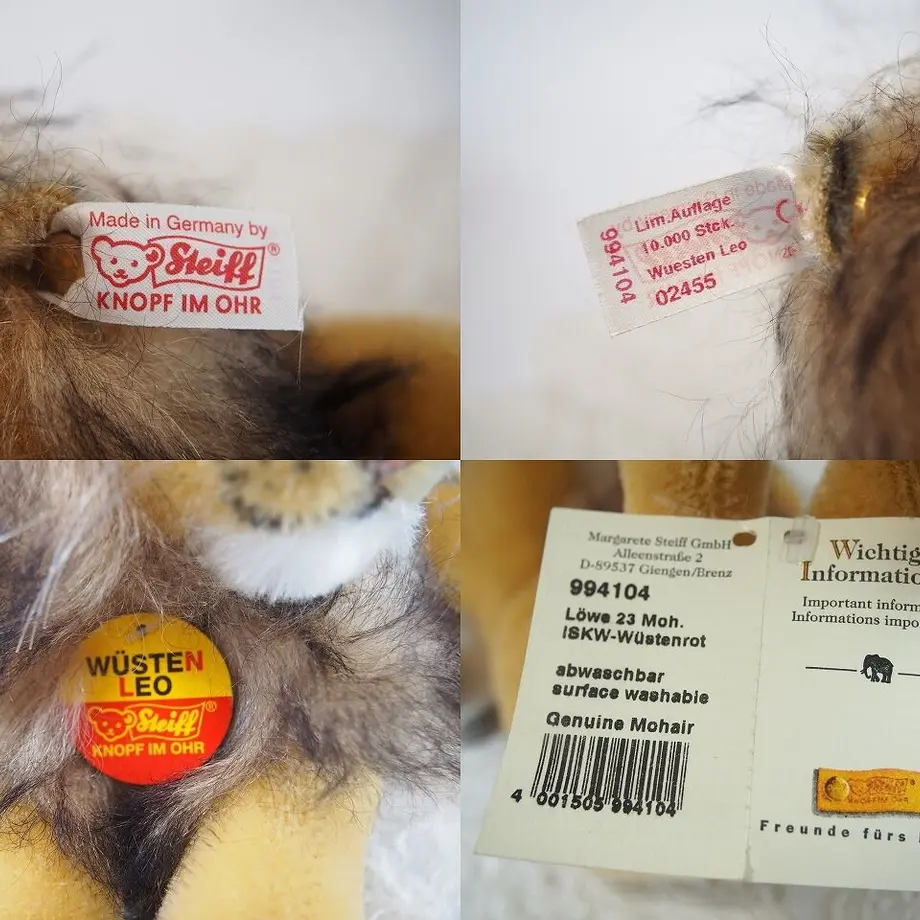 Made in Germany by
Steiff®
KNOPF IM OHR
994104
Lim.Auflage
10.000 Stck.
Wuesten Leo
02455
WÜSTEN
LEO
Steiff®
KNOPF IM OHR
Margarete Steiff GmbH
Alleenstraße 2
D-89537 Giengen/Brenz
994104
Löwe 23 Moh.
ISKW-Wüstenrot
abwaschbar
surface washable
Genuine Mohair
4 001505 994104
Wichtig
Informatio
Important inform
Informations impo
Freunde fürs